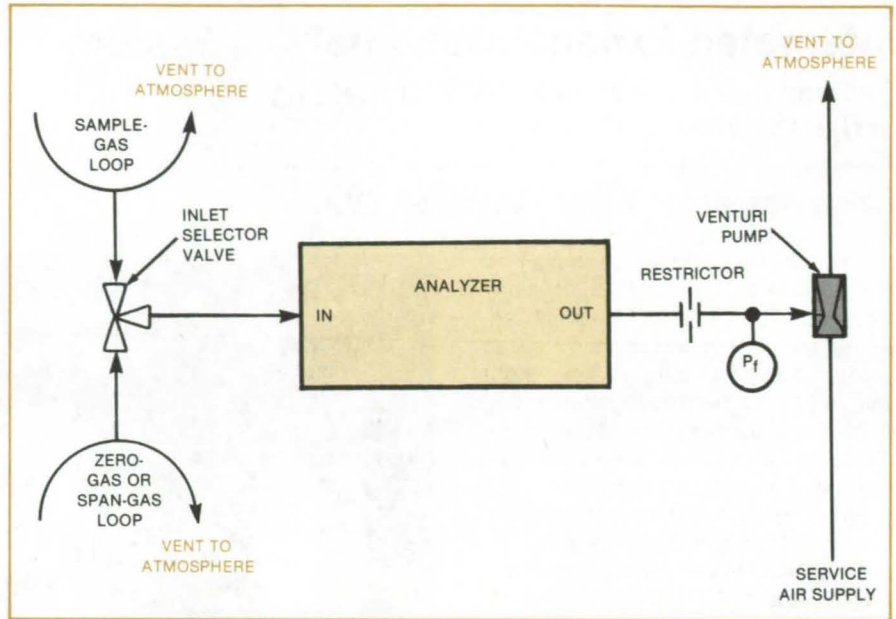 VENT TO
ATMOSPHERE
SAMPLE-
GAS
LOOP
INLET
SELECTOR
VALVE
ANALYZER
IN
OUT
RESTRICTOR
Pf
VENTURI
PUMP
VENT TO
ATMOSPHERE
ZERO-
GAS OR
SPAN-GAS
LOOP
VENT TO
ATMOSPHERE
SERVICE
AIR SUPPLY